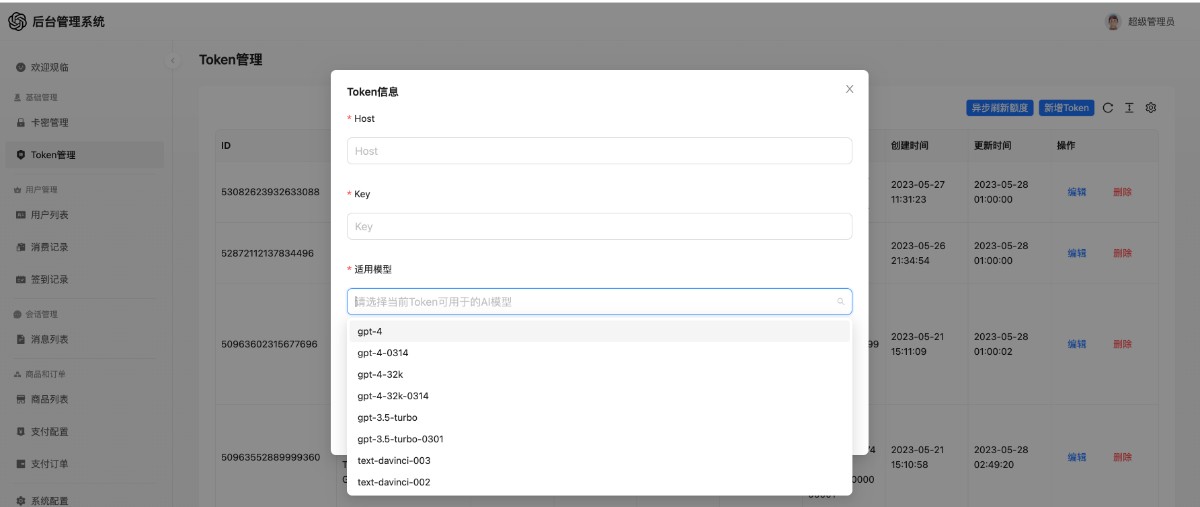 后台管理系统
超级管理员
欢迎观临
基础管理
卡密管理
Token管理
用户管理
用户列表
消费记录
签到记录
会话管理
消息列表
商品和订单
商品列表
支付配置
支付订单
系统配置
Token管理
异步刷新额度
新增Token
ID
创建时间
更新时间
操作
53082623932633088
2023-05-27
11:31:23
2023-05-28
01:00:00
编辑
删除
52872112137834496
2023-05-26
21:34:54
2023-05-28
01:00:00
编辑
删除
50963602315677696
99
2023-05-21
15:11:09
2023-05-28
01:00:02
编辑
删除
50963552889999360
2023-05-21
15:10:58
2023-05-28
02:49:20
编辑
删除
Token信息
* Host
Host
* Key
Key
* 适用模型
请选择当前Token可用于的AI模型
gpt-4
gpt-4-0314
gpt-4-32k
gpt-4-32k-0314
gpt-3.5-turbo
gpt-3.5-turbo-0301
text-davinci-003
text-davinci-002